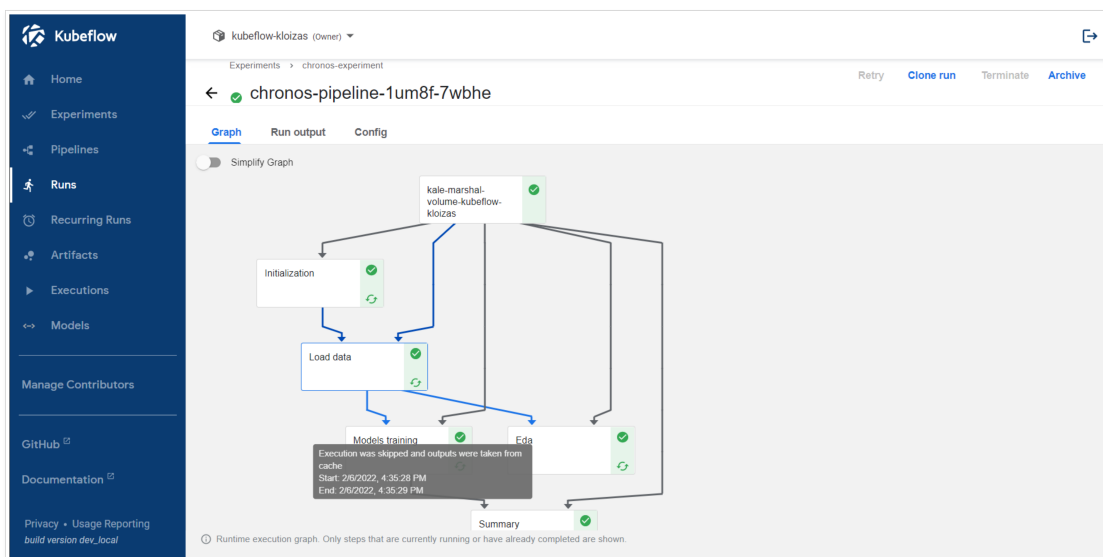 Kubeflow
Home
Experiments
Pipelines
Runs
Recurring Runs
Artifacts
Executions
Models
Manage Contributors
GitHub
Documentation
Privacy • Usage Reporting
build version dev_local
kubeflow-kloizas (Owner)
Experiments > chronos-experiment
chronos-pipeline-1um8f-7wbhe
Retry Clone run Terminate Archive
Graph Run output Config
Simplify Graph
kale-marshal-
volume-kubeflow-
kloizas
Initialization
Load data
Models training
Eda
Execution was skipped and outputs were taken from
cache
Start: 2/6/2022, 4:35:28 PM
End: 2/6/2022, 4:35:29 PM
Summary
Runtime execution graph. Only steps that are currently running or have already completed are shown.